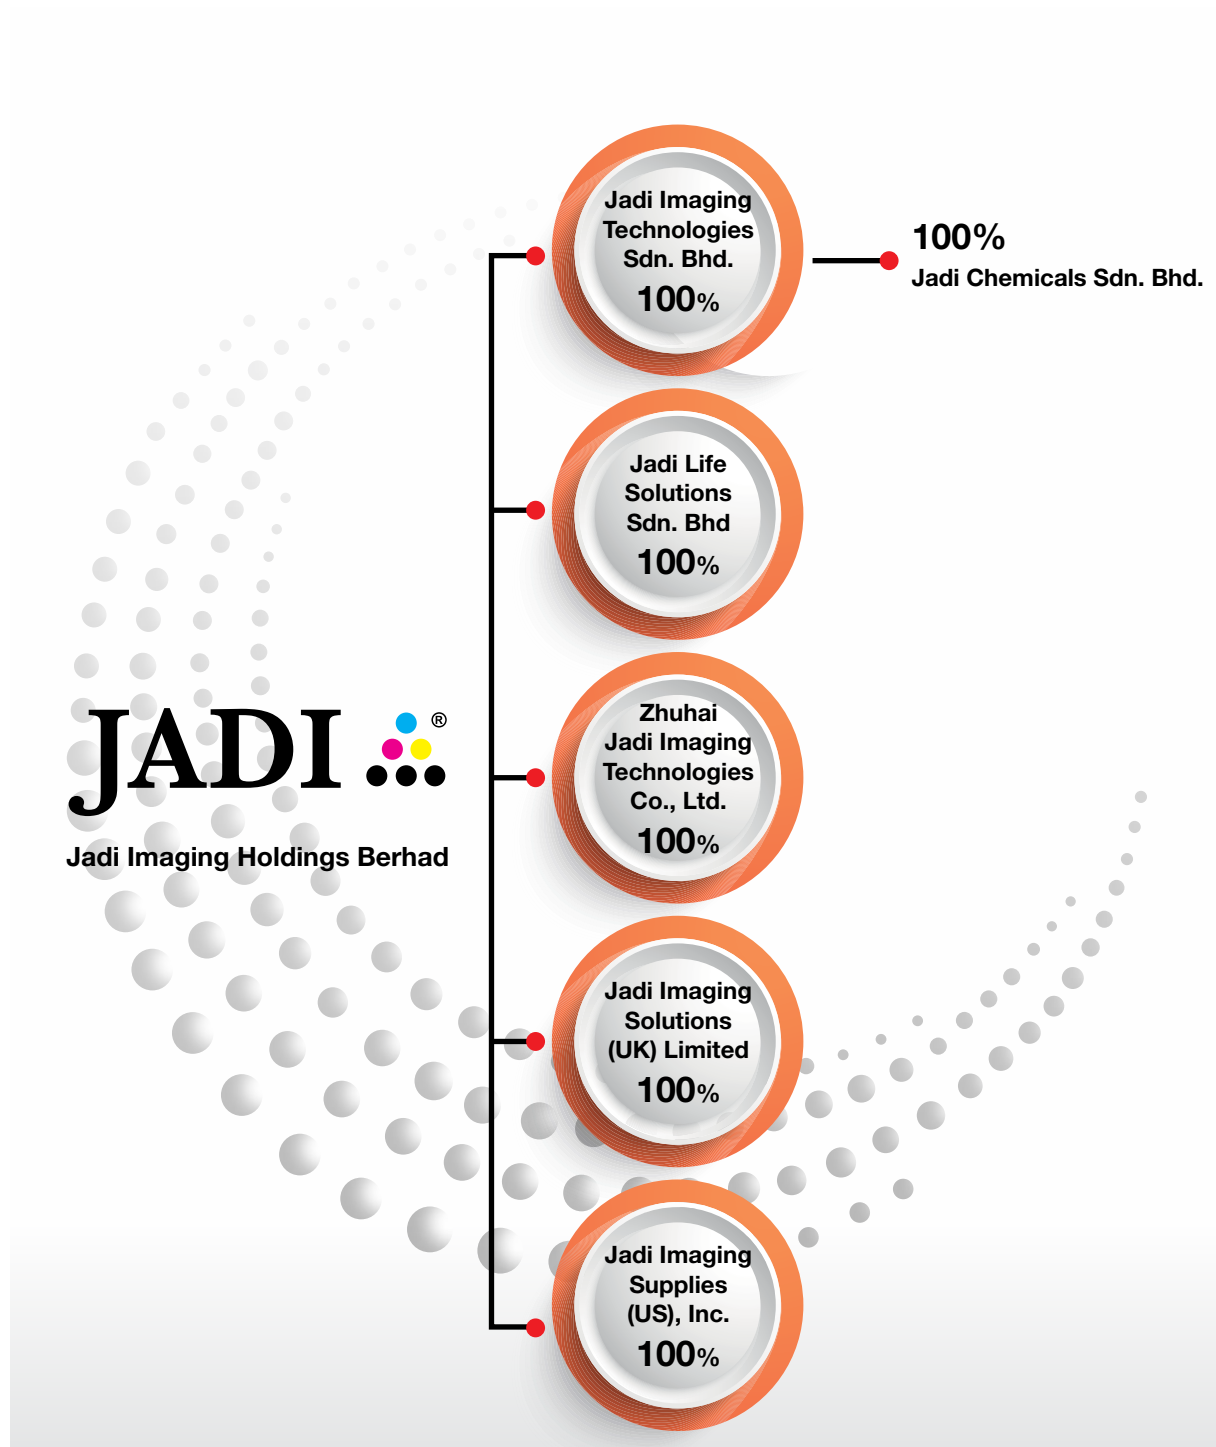 Jadi Imaging
Technologies
Sdn. Bhd.
100%
100%
Jadi Chemicals Sdn. Bhd.
Jadi Life
Solutions
Sdn. Bhd
100%
JADI ®
Jadi Imaging Holdings Berhad
Zhuhai
Jadi Imaging
Technologies
Co., Ltd.
100%
Jadi Imaging
Solutions
(UK) Limited
100%
Jadi Imaging
Supplies
(US), Inc.
100%